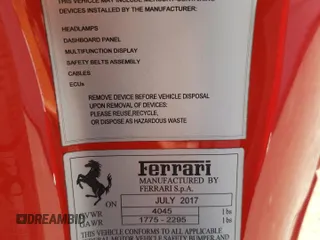 THIS VEHICLE MAY INCLUDE MERCURY-CONTAINING
DEVICES INSTALLED BY THE MANUFACTURER:
HEADLAMPS
DASHBOARD PANEL
MULTIFUNCTION DISPLAY
SAFETY BELTS ASSEMBLY
CABLES
ECUs
REMOVE DEVICE BEFORE VEHICLE DISPOSAL
UPON REMOVAL OF DEVICES:
PLEASE REUSE,RECYCLE,
OR DISPOSE AS HAZARDOUS WASTE
Ferrari
MANUFACTURED BY
FERRARI S.p.A.
ON JULY 2017
GVWR 4045 lbs
GAWR 1775 - 2295 lbs
THIS VEHICLE CONFORMS TO ALL APPLICABLE
FEDERAL MOTOR VEHICLE SAFETY BUMPER AND
DREAMBID